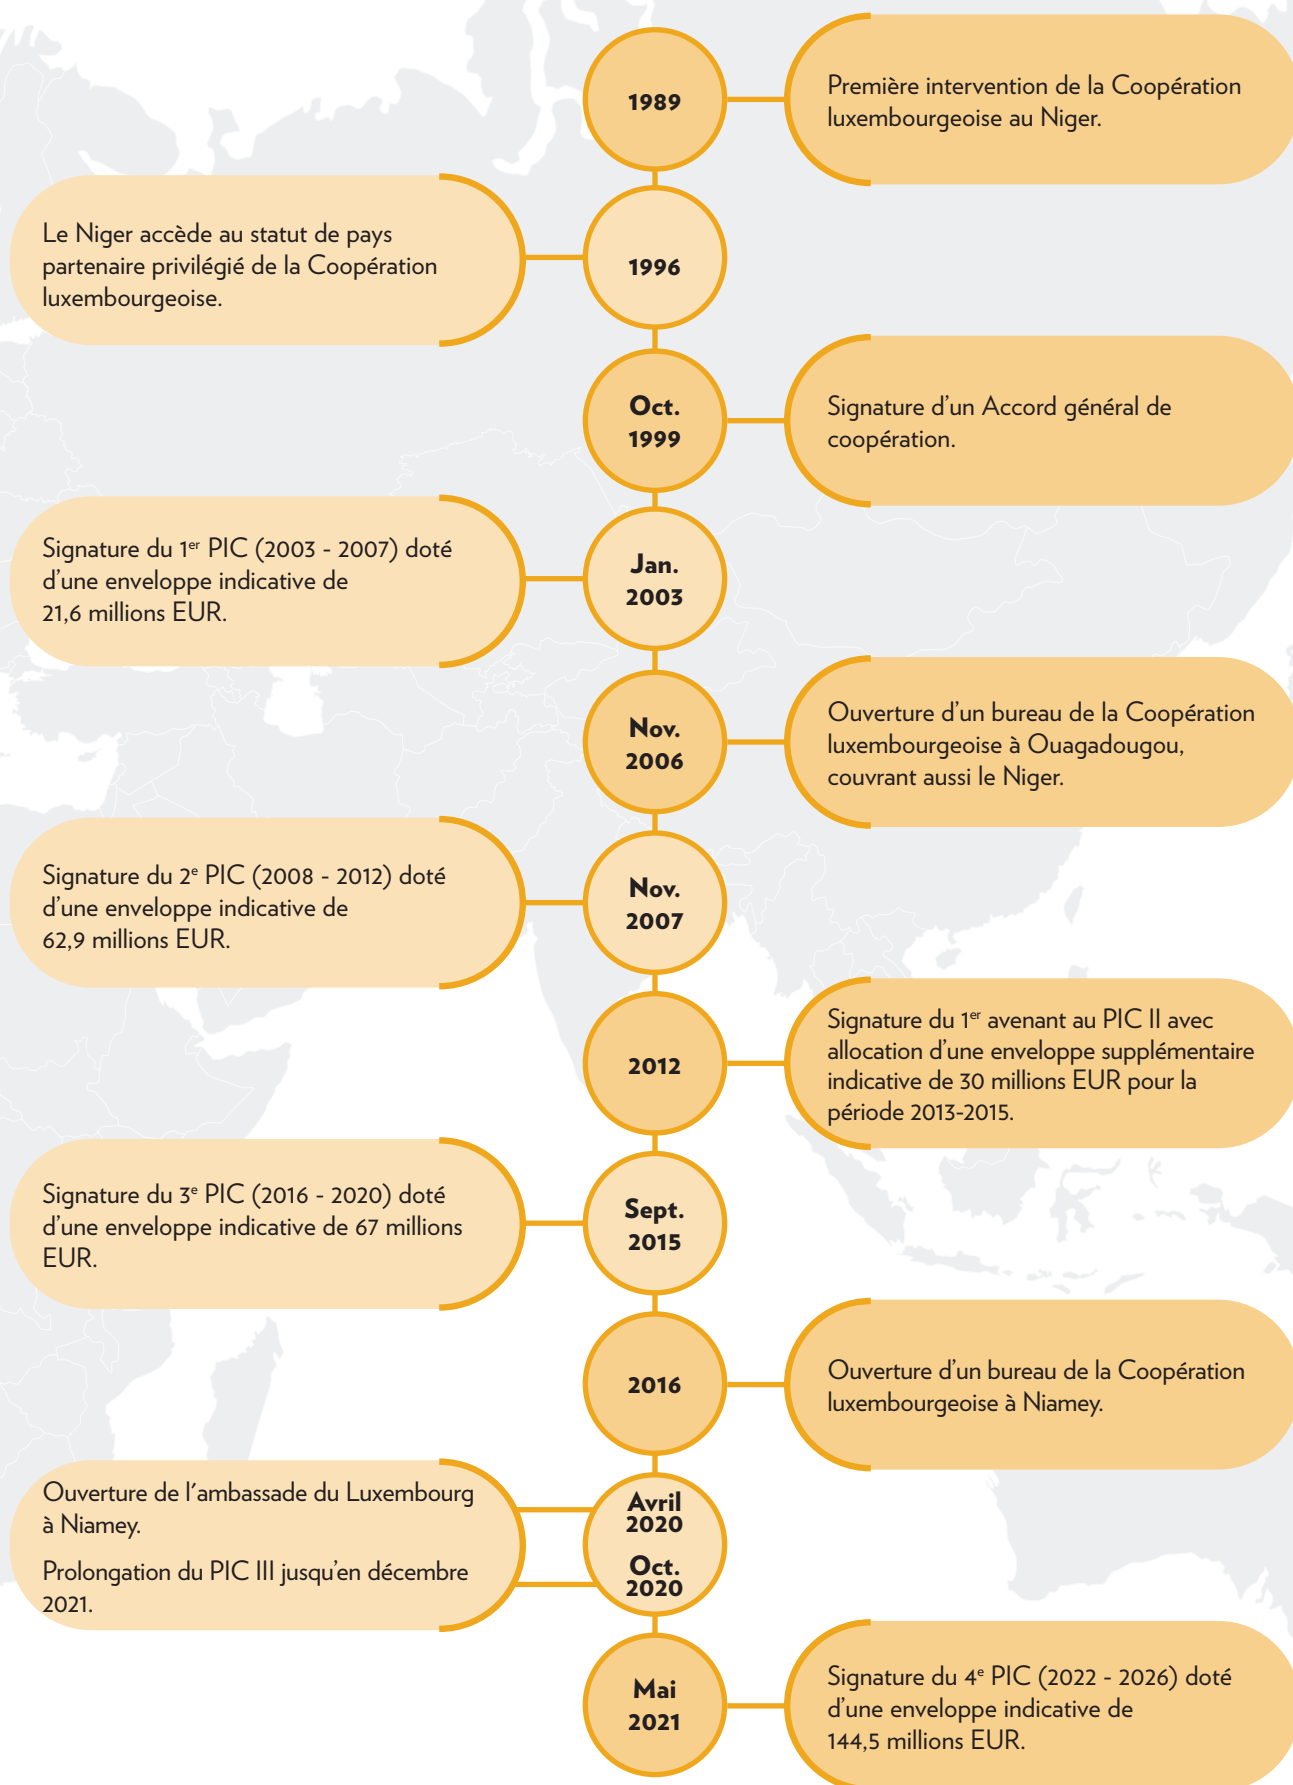 1989
Première intervention de la Coopération
luxembourgeoise au Niger.
Le Niger accède au statut de pays
partenaire privilégié de la Coopération
luxembourgeoise.
1996
Oct.
1999
Signature d'un Accord général de
coopération.
Signature du 1er PIC (2003 - 2007) doté
d'une enveloppe indicative de
21,6 millions EUR.
Jan.
2003
Nov.
2006
Ouverture d'un bureau de la Coopération
luxembourgeoise à Ouagadougou,
couvrant aussi le Niger.
Signature du 2e PIC (2008 - 2012) doté
d'une enveloppe indicative de
62,9 millions EUR.
Nov.
2007
2012
Signature du 1er avenant au PIC II avec
allocation d'une enveloppe supplémentaire
indicative de 30 millions EUR pour la
période 2013-2015.
Signature du 3e PIC (2016 - 2020) doté
d'une enveloppe indicative de 67 millions
EUR.
Sept.
2015
2016
Ouverture d'un bureau de la Coopération
luxembourgeoise à Niamey.
Ouverture de l'ambassade du Luxembourg
à Niamey.
Avril
2020
Prolongation du PIC III jusqu'en décembre
2021.
Oct.
2020
Mai
2021
Signature du 4e PIC (2022 - 2026) doté
d'une enveloppe indicative de
144,5 millions EUR.